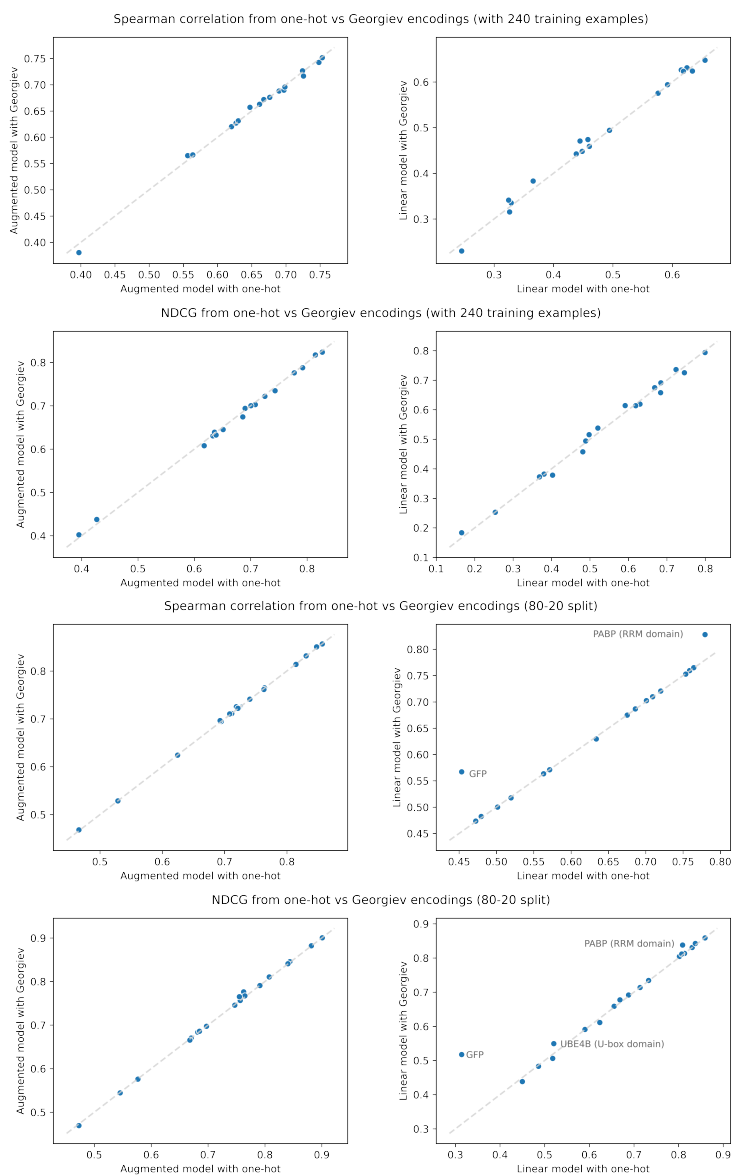 Spearman correlation from one-hot vs Georgiev encodings (with 240 training examples)
Augmented model with Georgiev
0.75
0.70
0.65
0.60
0.55
0.50
0.45
0.40
0.40 0.45 0.50 0.55 0.60 0.65 0.70 0.75
Augmented model with one-hot
Linear model with Georgiev
0.6
0.5
0.4
0.3
0.3 0.4 0.5 0.6
Linear model with one-hot
NDCG from one-hot vs Georgiev encodings (with 240 training examples)
Augmented model with Georgiev
0.8
0.7
0.6
0.5
0.4
0.4 0.5 0.6 0.7 0.8
Augmented model with one-hot
Linear model with Georgiev
0.8
0.7
0.6
0.5
0.4
0.3
0.2
0.1
0.1 0.2 0.3 0.4 0.5 0.6 0.7 0.8
Linear model with one-hot
Spearman correlation from one-hot vs Georgiev encodings (80-20 split)
Augmented model with Georgiev
0.8
0.7
0.6
0.5
0.5 0.6 0.7 0.8
Augmented model with one-hot
Linear model with Georgiev
0.80
0.75
0.70
0.65
0.60
0.55
0.50
0.45
PABP (RRM domain)
GFP
0.45 0.50 0.55 0.60 0.65 0.70 0.75 0.80
Linear model with one-hot
NDCG from one-hot vs Georgiev encodings (80-20 split)
Augmented model with Georgiev
0.9
0.8
0.7
0.6
0.5
0.5 0.6 0.7 0.8 0.9
Augmented model with one-hot
Linear model with Georgiev
0.9
0.8
0.7
0.6
0.5
0.4
0.3
PABP (RRM domain)
UBE4B (U-box domain)
GFP
0.3 0.4 0.5 0.6 0.7 0.8 0.9
Linear model with one-hot